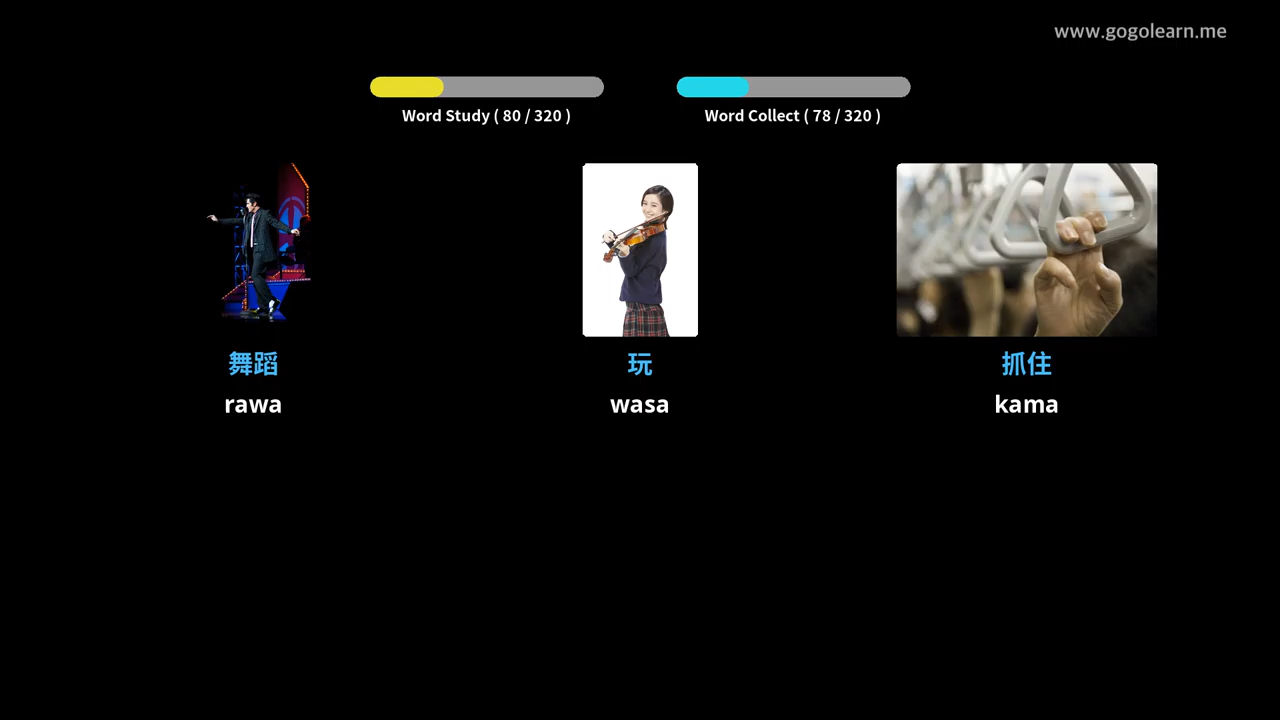 www.gogolearn.me
Word Study ( 80 / 320 )
Word Collect ( 78 / 320 )
舞蹈
玩
抓住
rawa
wasa
kama